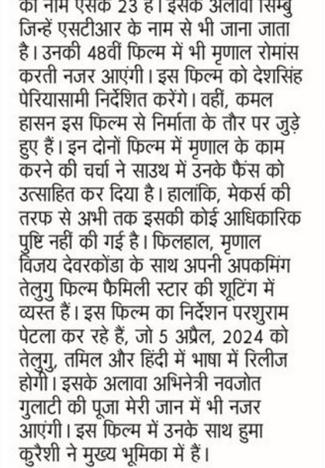 का नाम एसके 23 है। इसके अलावा सिम्बु
जिन्हें एसटीआर के नाम से भी जाना जाता
है। उनकी 48वीं फिल्म में भी मृणाल रोमांस
करती नजर आएंगी। इस फिल्म को देशसिंह
पेरियासामी निर्देशित करेंगे। वहीं, कमल
हासन इस फिल्म से निर्माता के तौर पर जुड़े
हुए हैं। इन दोनों फिल्म में मृणाल के काम
करने की चर्चा ने साउथ में उनके फैंस को
उत्साहित कर दिया है। हालांकि, मेकर्स की
तरफ से अभी तक इसकी कोई आधिकारिक
पुष्टि नहीं की गई है। फिलहाल, मृणाल
विजय देवरकोंडा के साथ अपनी अपकमिंग
तेलुगु फिल्म फैमिली स्टार की शूटिंग में
व्यस्त हैं। इस फिल्म का निर्देशन परशुराम
पेटला कर रहे हैं, जो 5 अप्रैल, 2024 को
तेलुगु, तमिल और हिंदी में भाषा में रिलीज
होगी। इसके अलावा अभिनेत्री नवजोत
गुलाटी की पूजा मेरी जान में भी नजर
आएंगी। इस फिल्म में उनके साथ हुमा
कुरैशी ने मुख्य भूमिका में हैं।